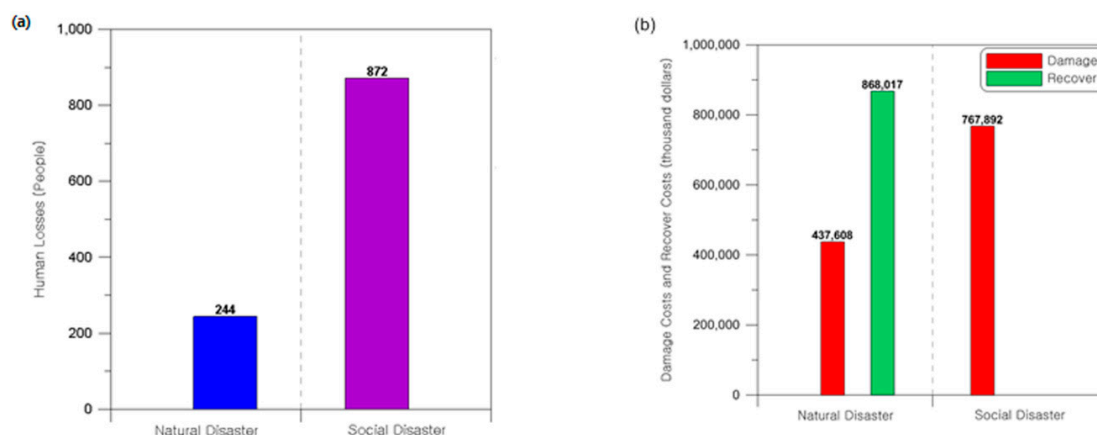 (a)
1,000
800
600
400
200
0
Human Losses (People)
244
872
Natural Disaster
Social Disaster
(b)
1,000,000
800,000
600,000
400,000
200,000
0
Damage Costs and Recover Costs (thousand dollars)
Damage
Recover
437,608
868,017
767,892
Natural Disaster
Social Disaster